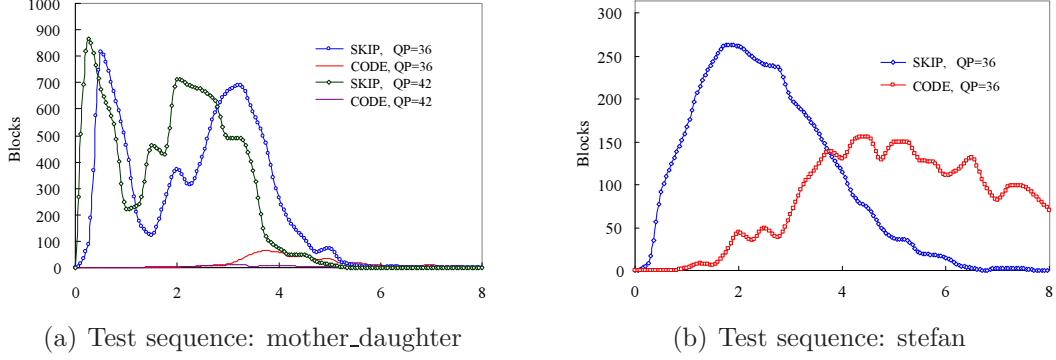 1000
900
800
700
600
500
400
300
200
100
0
Blocks
SKIP, QP=36
CODE, QP=36
SKIP, QP=42
CODE, QP=42
0 2 4 6 8
(a) Test sequence: mother_daughter
300
250
200
150
100
50
0
Blocks
SKIP, QP=36
CODE, QP=36
0 2 4 6 8
(b) Test sequence: stefan